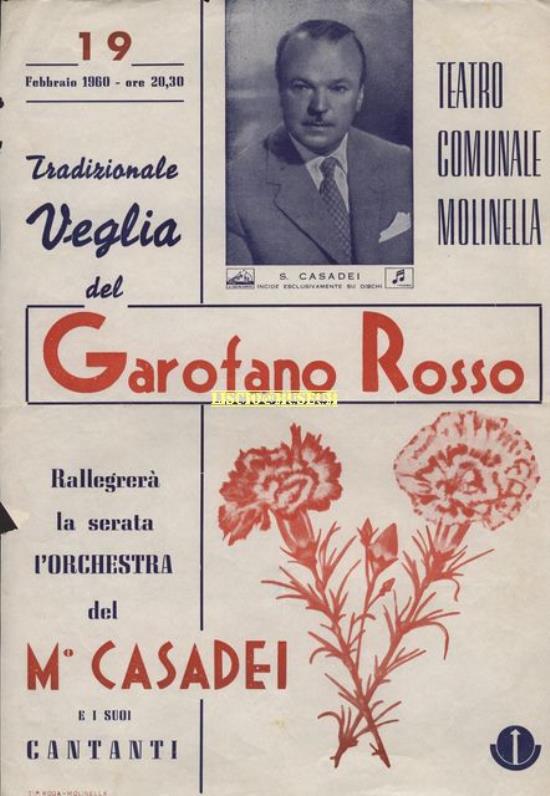 19
Febbraio 1960 - ore 20,30
TEATRO
COMUNALE
MOLINELLA
Tradizionale
Veglia
del
S. CASADEI
INCIDE ESCLUSIVAMENTE SU DISCHI
Garofano Rosso
Rallegrerà
la serata
l'ORCHESTRA
del
M° CASADEI
E I SUOI
CANTANTI